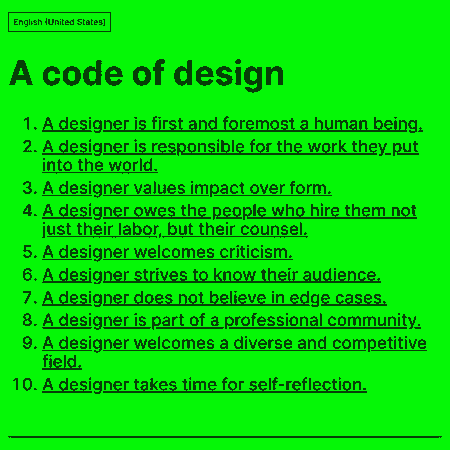 English (United States)
A code of design
1. A designer is first and foremost a human being.
2. A designer is responsible for the work they put
into the world.
3. A designer values impact over form.
4. A designer owes the people who hire them not
just their labor, but their counsel.
5. A designer welcomes criticism.
6. A designer strives to know their audience.
7. A designer does not believe in edge cases.
8. A designer is part of a professional community.
9. A designer welcomes a diverse and competitive
field.
10. A designer takes time for self-reflection.